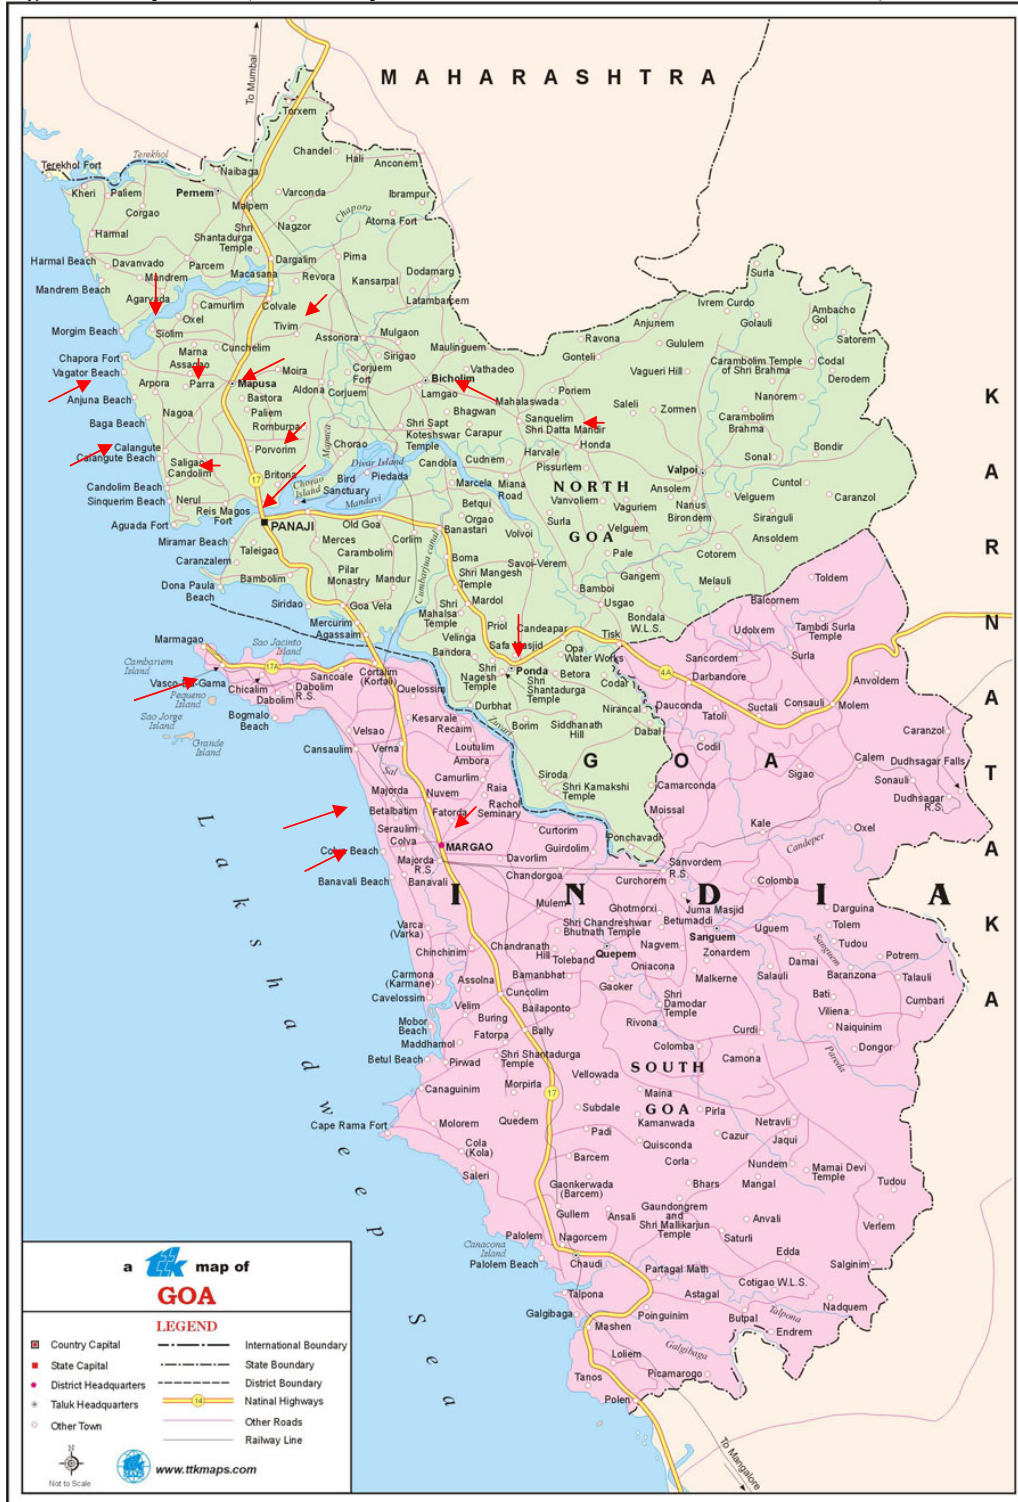 MAHARASHTRA
To Mumbai
Torxem
Chandel
Hali
Anconem
Terekhol
Terekhol Fort
Naibaga
Kheri
Paliem
Pernem
Varconda
Ibrampur
Corgao
Malpem
Chapora
Atorna Fort
Harmal
Shri
Shantadurga
Temple
Nagzor
Harmal Beach
Davanvado
Parcem
Dargalim
Pirna
Surla
Mandrem
Macasana
Revora
Kansarpal
Dodamarg
Mandrem Beach
Agarvada
Camurlim
Colvale
Latambarcem
Ivrem Curdo
Ambacho
Gol
Morgim Beach
Siolim
Oxel
Tivim
Assonora
Mulgaon
Anjunem
Golauli
Satorem
Chapora Fort
Marna
Cunchelim
Sirigao
Maulinguem
Ravona
Gululem
Vagator Beach
Assagao
Moira
Corjuem
Fort
Vathadeo
Gonteli
Vagueri Hill
Carambolim Temple
of Shri Brahma
Codal
Arpora
Parra
Mapusa
Bicholim
Derodem
Anjuna Beach
Bastora
Aldona
Corjuem
Lamgao
Mahalaswada
Poriem
Saleli
Zormen
Nanorem
Baga Beach
Nagoa
Paliem
Romburpa
Mapuca
Shri Sapt
Koteshswar
Temple
Bhagwan
Carapur
Sanquelim
Shri Datta Mandir
Carambolim
Brahma
Calangute
Calangute Beach
Saligao
Porvorim
Chorao
Honda
Bondir
Candolim
Divar Island
Candola
Cudnem
Harvale
Pissurlem
Valpoi
Sonal
Candolim Beach
Britona
Chorao
Island
Bird
Sanctuary
Piedada
Marcela
Miana
Road
NORTH
Ansolem
Cuntol
Sinquerim Beach
Nerul
Reis Magos
Fort
17
Mandavi
Betqui
Vanvoliem
Vaguriem
Nanus
Birondem
Velguem
Caranzol
Aguada Fort
PANAJI
Old Goa
Orgao
Banastari
Volvoi
Surla
Velguem
Siranguli
GOA
Miramar Beach
Taleigao
Merces
Carambolim
Corlim
Cumbarjua canal
Boma
Savoi-Verem
Pale
Cotorem
Ansoldem
Caranzalem
Bambolim
Pilar
Monastry
Mandur
Shri Mangesh
Temple
Gangem
Melauli
Toldem
Dona Paula
Beach
Siridao
Goa Vela
Shri
Mahalsa
Temple
Mardol
Bamboi
Usgao
Balcornem
Mercurim
Agassaim
Priol
Candeapar
Bondala
W.L.S.
Udolxem
Tambdi Surla
Temple
Marmagao
Sao Jacinto
Island
Velinga
Safa Masjid
Tisk
Surla
Cambariem
Island
17A
Bandora
Opa
Water Works
Sancordem
Vasco-da-Gama
Sancoale
Cortalim
(Kortali)
Shri
Nagesh
Temple
Ponda
Betora
4A
Darbandore
Anvoldem
Pequeno
Island
Chicalim
Dabolim
R.S.
Dabolim
Quelossim
Shri
Shantadurga
Temple
Codar
Sao Jorge
Island
Bogmalo
Beach
Durbhat
Nirancal
Dauconda
Suctali
Consauli
Molem
Grande
Island
Velsao
Kesarvale
Recaim
Zuvari
Borim
Siddhanath
Hill
Dabal
Tatoli
Caranzol
Cansaulim
Verna
Loutulim
Codil
Calem
Dudhsagar Falls
Ambora
G O A
Sal
Camurlim
Siroda
Camarconda
Sigao
Sonauli
Majorda
Nuvem
Raia
Shri Kamakshi
Temple
Dudhsagar
R.S.
Betalbatim
Fatorda
Rachol
Seminary
Moissal
Seraulim
Curtorim
Ponchavadi
Kale
Oxel
Colva Beach
Colva
MARGAO
Guirdolim
Candeper
Majorda
R.S.
Davorlim
Sanvordem
R.S.
Banavali Beach
Banavali
Chandorgoa
Curchorem
Colomba
INDIA
Mulem
Ghotmorxi
Juma Masjid
Darguina
Varca
(Varka)
Shri Chandreshwar
Bhutnath Temple
Betumaddi
Uguem
Tolem
Chinchinim
Chandranath
Hill
Quepem
Nagvem
Sanguem
Sanguem
Tudou
Toleband
Zonardem
Damai
Potrem
Carmona
(Karmane)
Assolna
Bamanbhat
Oniacona
Malkerne
Salauli
Baranzona
Talauli
Cavelossim
Cuncolim
Gaoker
Bati
Cumbari
Velim
Bailaponto
Shri
Damodar
Temple
Viliena
Mobor
Beach
Buring
Rivona
Curdi
Naiquinim
Maddhamol
Fatorpa
Bally
Colomba
Dongor
Betul Beach
Pirwad
Shri Shantadurga
Temple
Camona
Pareda
Vellowada
SOUTH
Canaguinim
Morpirla
17
Maina
Subdale
GOA
Pirla
Cape Rama Fort
Molorem
Quedem
Kamanwada
Netravli
Padi
Cazur
Jaqui
Cola
(Kola)
Quisconda
Barcem
Corla
Nundem
Mamai Devi
Temple
Saleri
Gaonkerwada
(Barcem)
Bhars
Mangal
Tudou
Gullem
Ansali
Gaundongrem
and
Shri Mallikarjun
Temple
Anvali
Verlem
Palolem
Nagorcem
Saturli
Canacona
Island
Palolem Beach
Chaudi
Edda
Partagal Math
Salginim
Cotigao W.L.S.
Talpona
Astagal
Galgibaga
Poinguinim
Butpal
Talpona
Nadquem
Mashen
Endrem
Loliem
Galgibaga
Tanos
Picamarogo
Polen
To Mangalore
KARNATAKA
Lakshadweep Sea
a ttk map of
GOA
LEGEND
Country Capital
International Boundary
State Capital
State Boundary
District Headquarters
District Boundary
Taluk Headquarters
14
Natinal Highways
Other Town
Other Roads
Railway Line
N
Not to Scale
www.ttkmaps.com